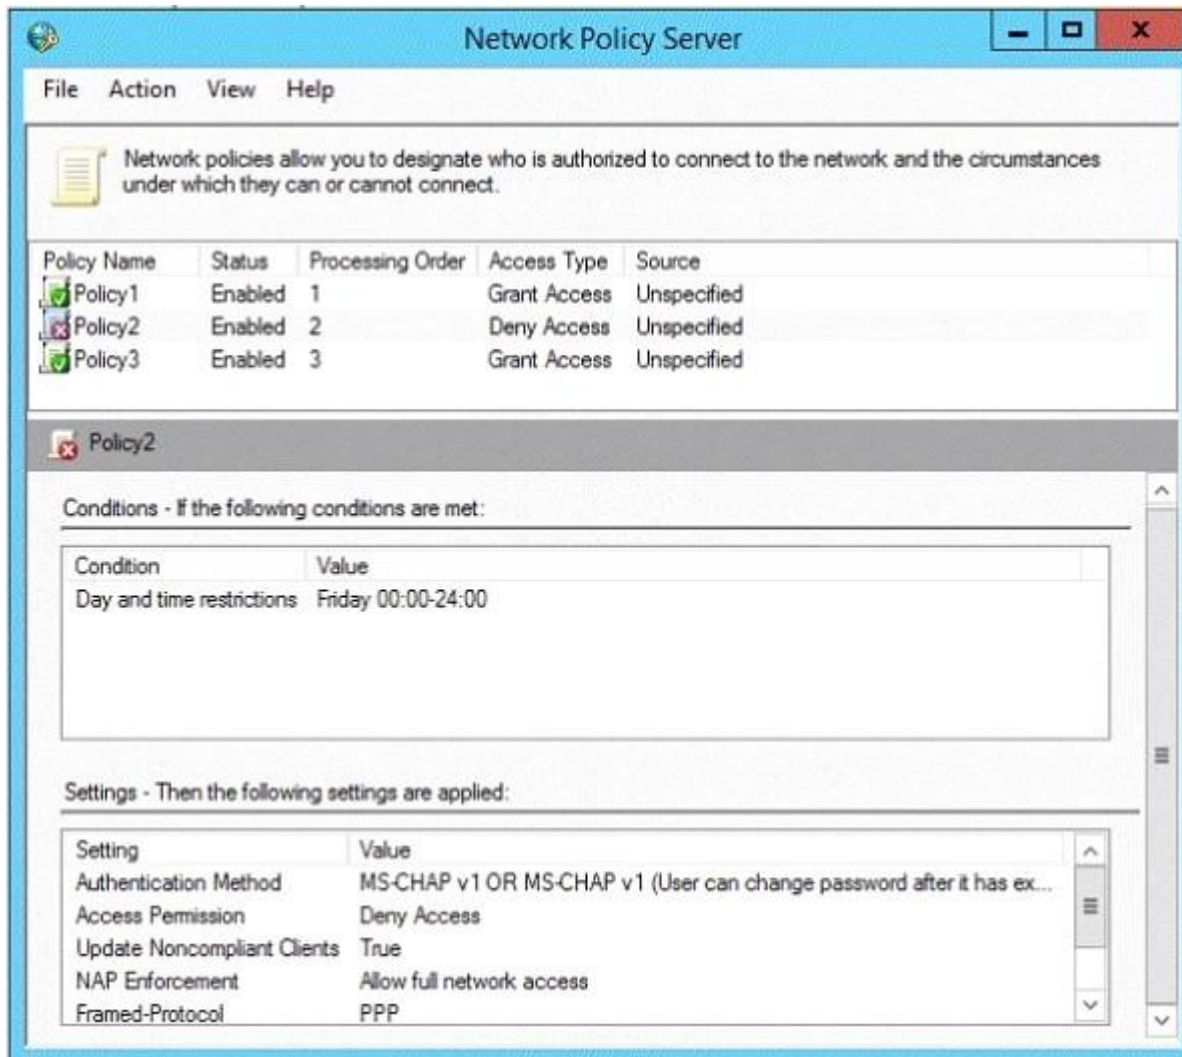 Network Policy Server
File Action View Help
Network policies allow you to designate who is authorized to connect to the network and the circumstances
under which they can or cannot connect.
Policy Name Status Processing Order Access Type Source
Policy1 Enabled 1 Grant Access Unspecified
Policy2 Enabled 2 Deny Access Unspecified
Policy3 Enabled 3 Grant Access Unspecified
Policy2
Conditions - If the following conditions are met:
Condition Value
Day and time restrictions Friday 00:00-24:00
Settings - Then the following settings are applied:
Setting Value
Authentication Method MS-CHAP v1 OR MS-CHAP v1 (User can change password after it has ex...
Access Permission Deny Access
Update Noncompliant Clients True
NAP Enforcement Allow full network access
Framed-Protocol PPP